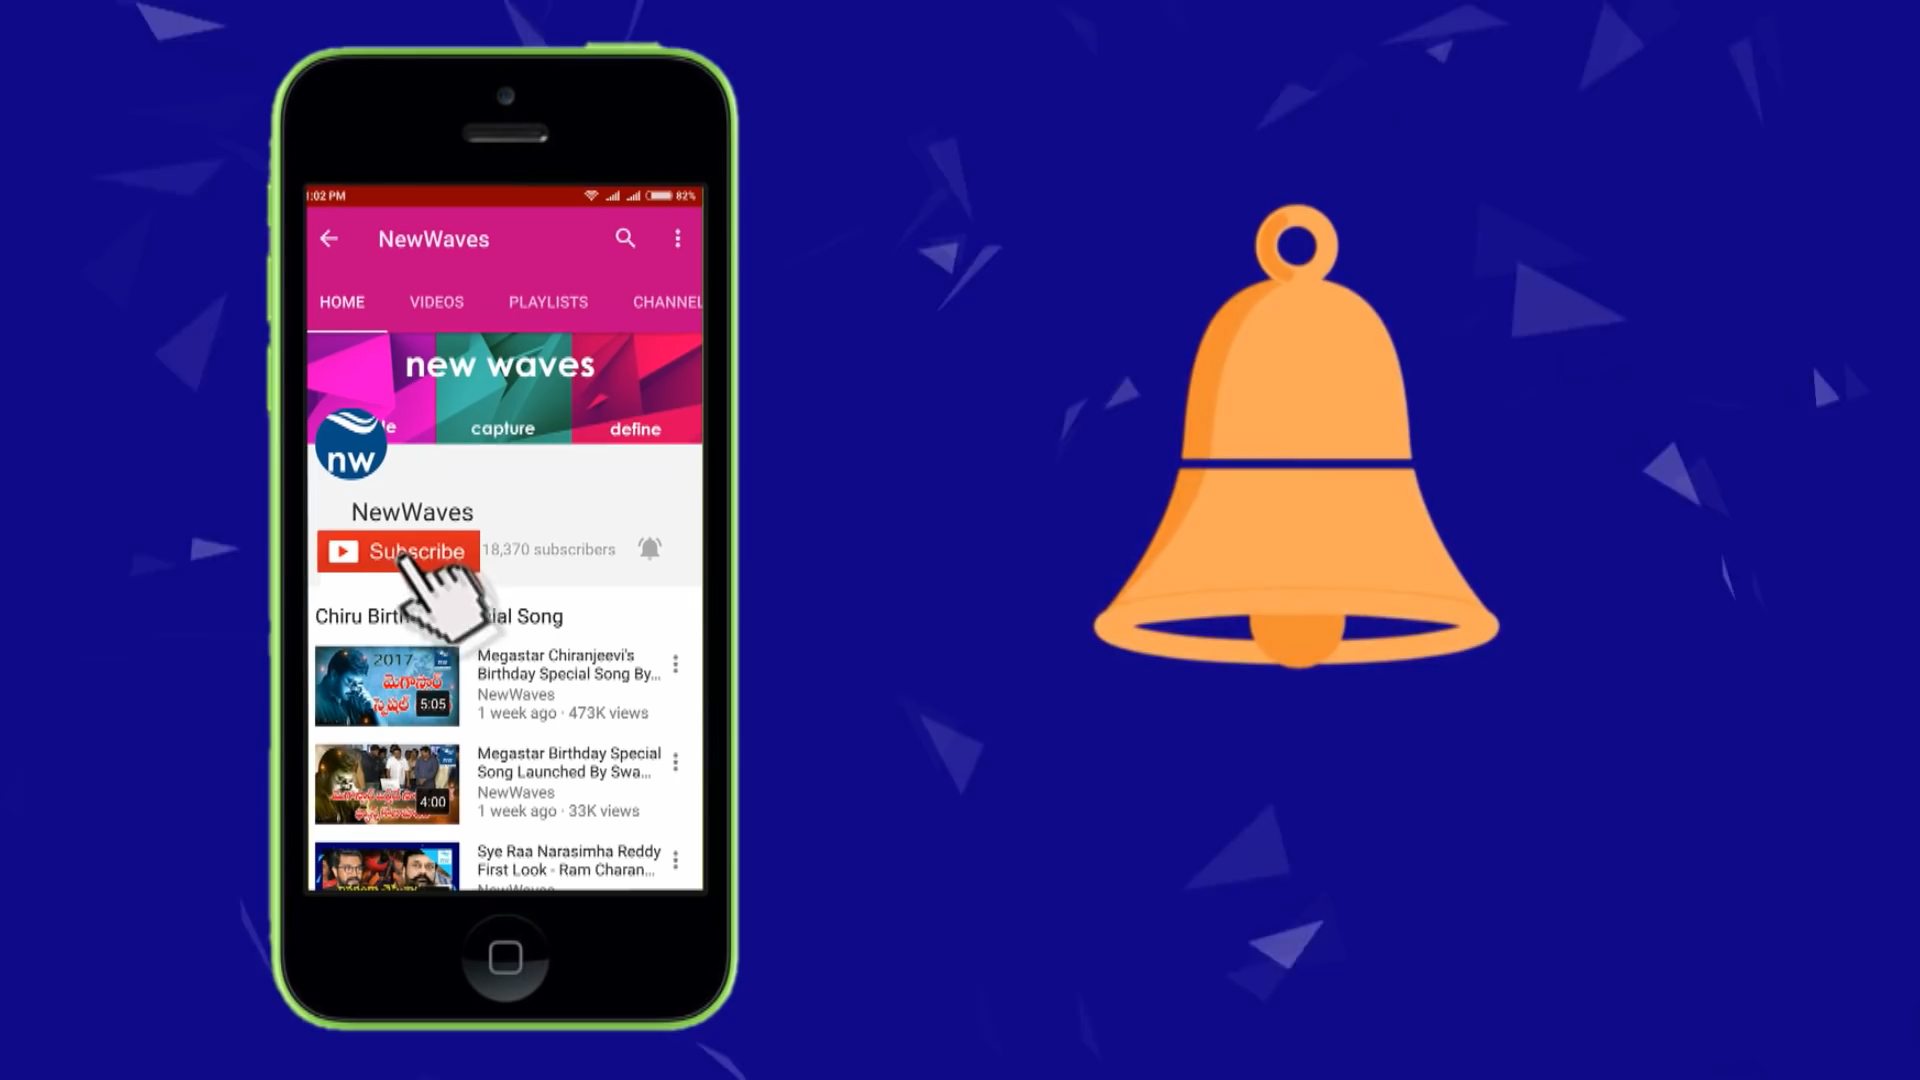 1:02 PM
82%
NewWaves
HOME VIDEOS PLAYLISTS CHANNEL
new waves
capture define
nw
NewWaves
Subscribe 18,370 subscribers
Chiru Song
Megastar Chiranjeevi's
Birthday Special Song By...
NewWaves
1 week ago · 473K views
2017
మెగాస్టార్
స్పెషల్
5:05
Megastar Birthday Special
Song Launched By Swa...
NewWaves
1 week ago · 33K views
4:00
Sye Raa Narasimha Reddy
First Look - Ram Charan...
NewWaves